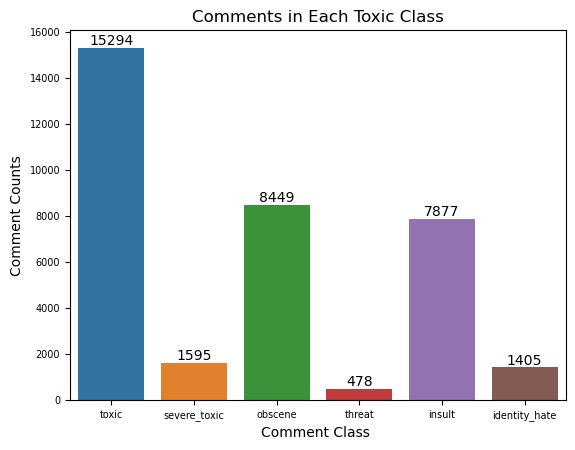 Comments in Each Toxic Class
16000
14000
12000
10000
8000
6000
4000
2000
0
Comment Counts
15294
1595
8449
478
7877
1405
toxic
severe_toxic
obscene
threat
insult
identity_hate
Comment Class